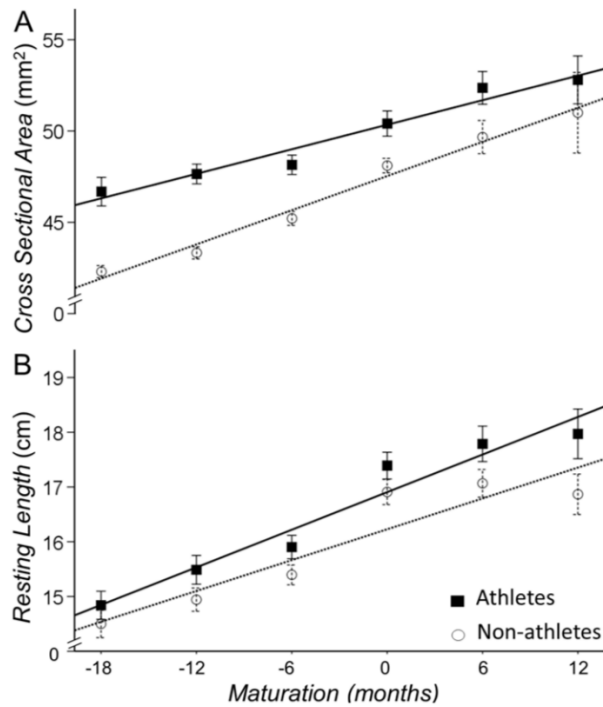 A
Cross Sectional Area (mm²)
55
50
45
0
B
Resting Length (cm)
19
18
17
16
15
0
Athletes
Non-athletes
-18 -12 -6 0 6 12
Maturation (months)